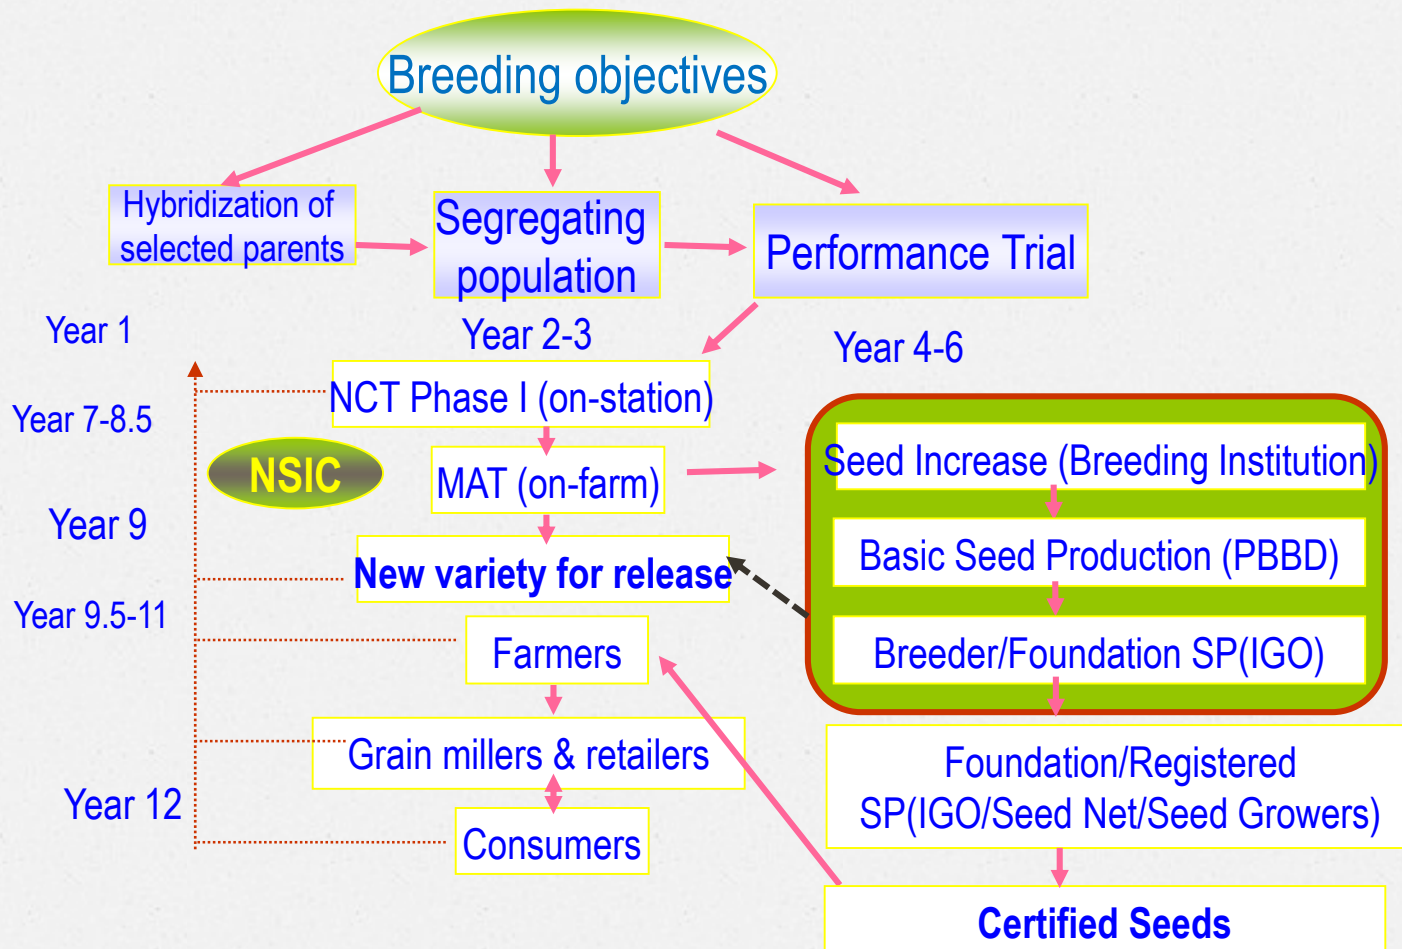 Breeding objectives
Hybridization of
selected parents
Segregating
population
Performance Trial
Year 1
Year 2-3
Year 4-6
NCT Phase I (on-station)
Year 7-8.5
NSIC
MAT (on-farm)
Seed Increase (Breeding Institution)
Year 9
New variety for release
Basic Seed Production (PBBD)
Year 9.5-11
Farmers
Breeder/Foundation SP(IGO)
Grain millers & retailers
Foundation/Registered
SP(IGO/Seed Net/Seed Growers)
Year 12
Consumers
Certified Seeds